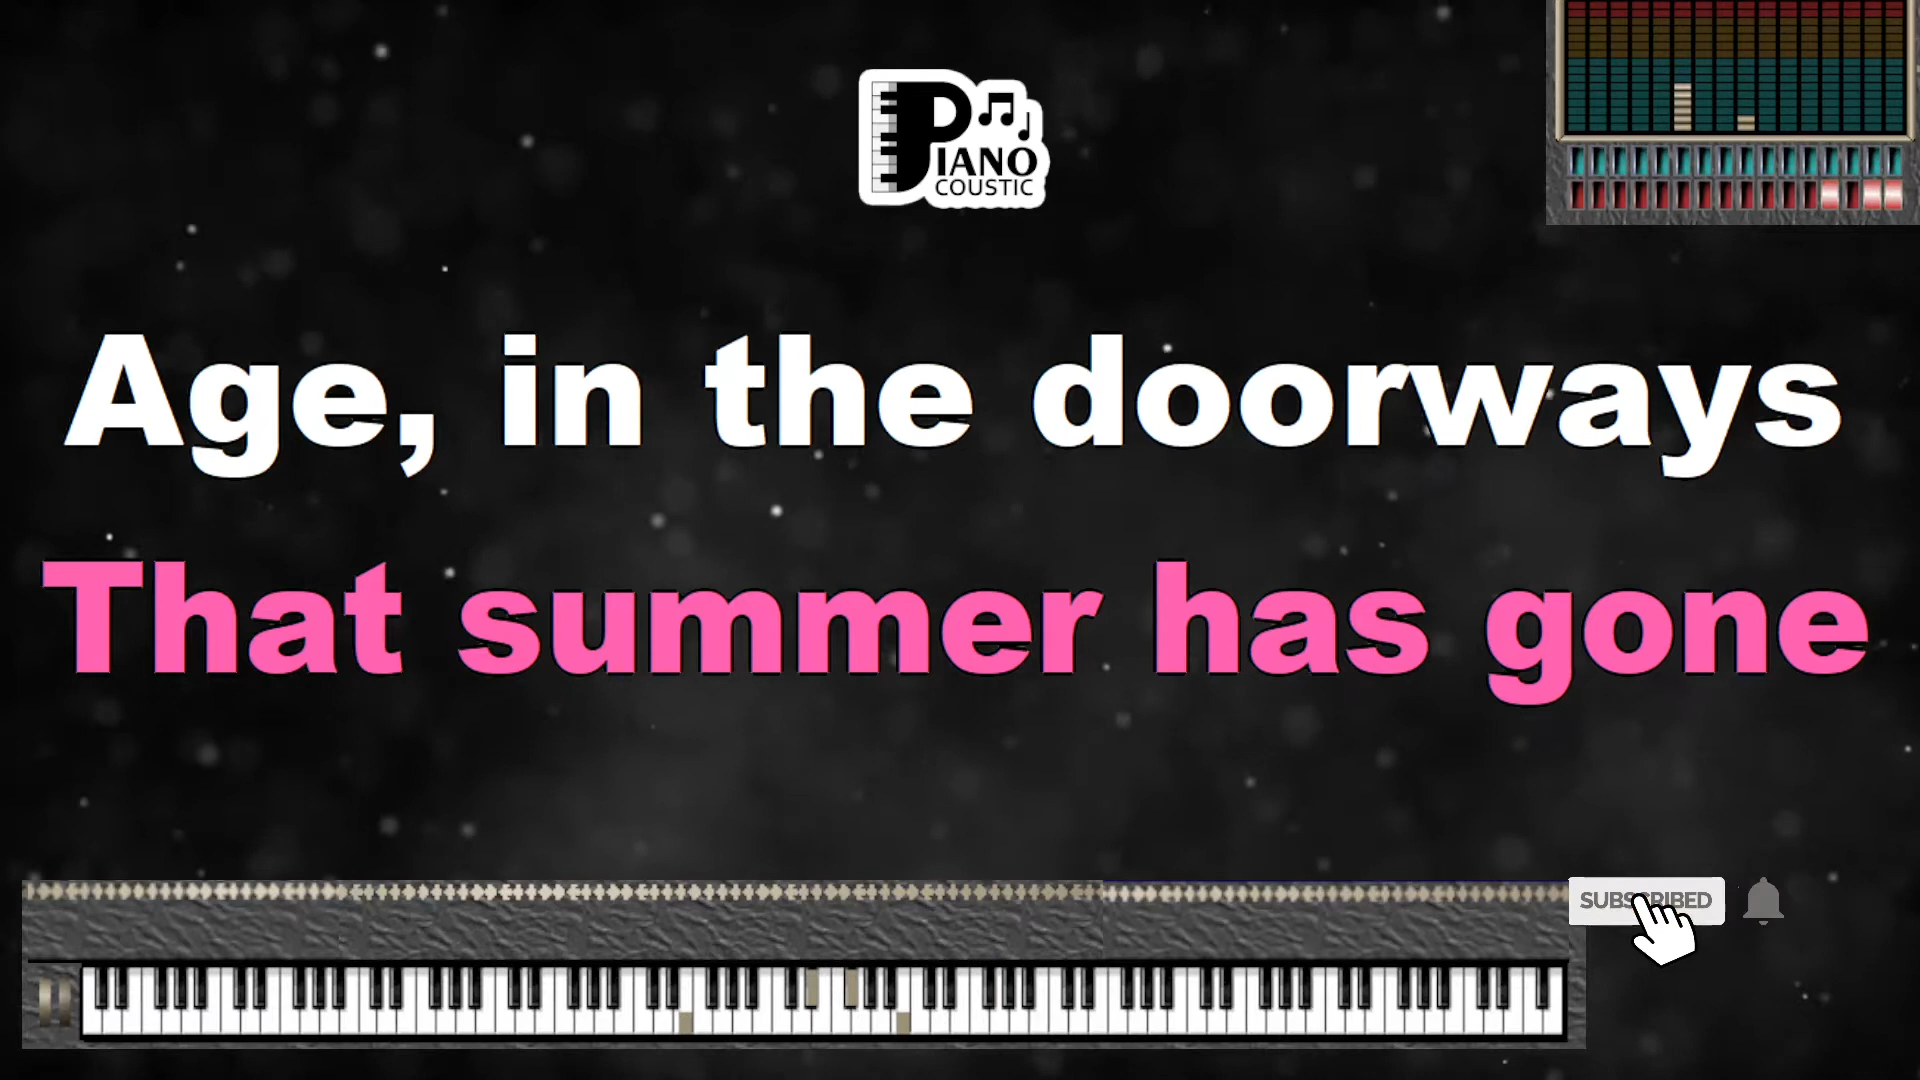 PIANO
COUSTIC
Age, in the doorways
That summer has gone
SUBSCRIBED